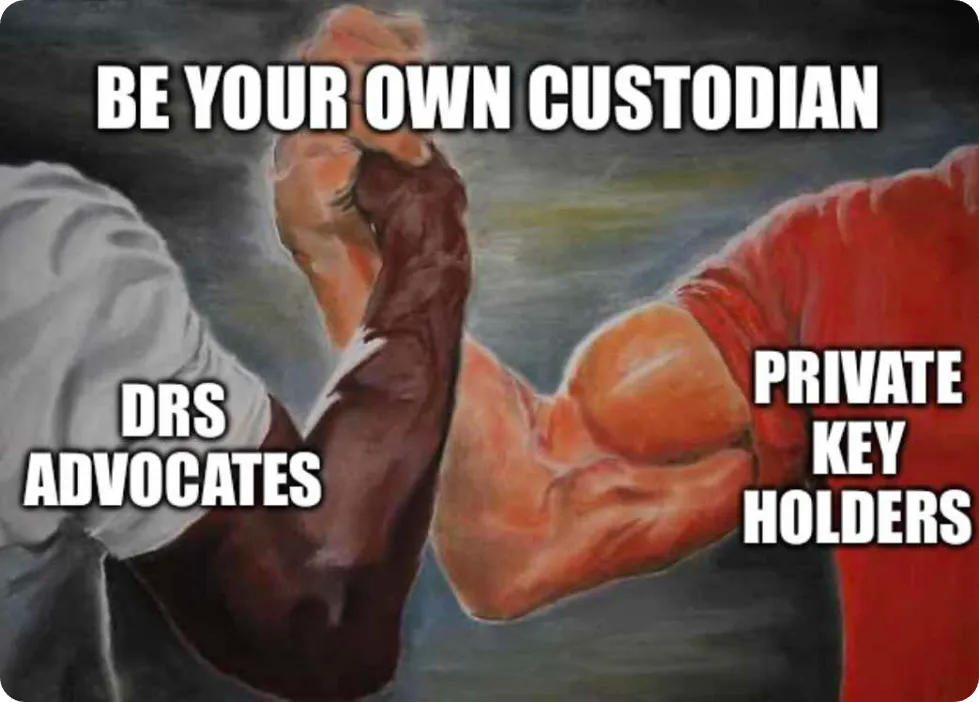 BE YOUR OWN CUSTODIAN
DRS
ADVOCATES
PRIVATE
KEY
HOLDERS